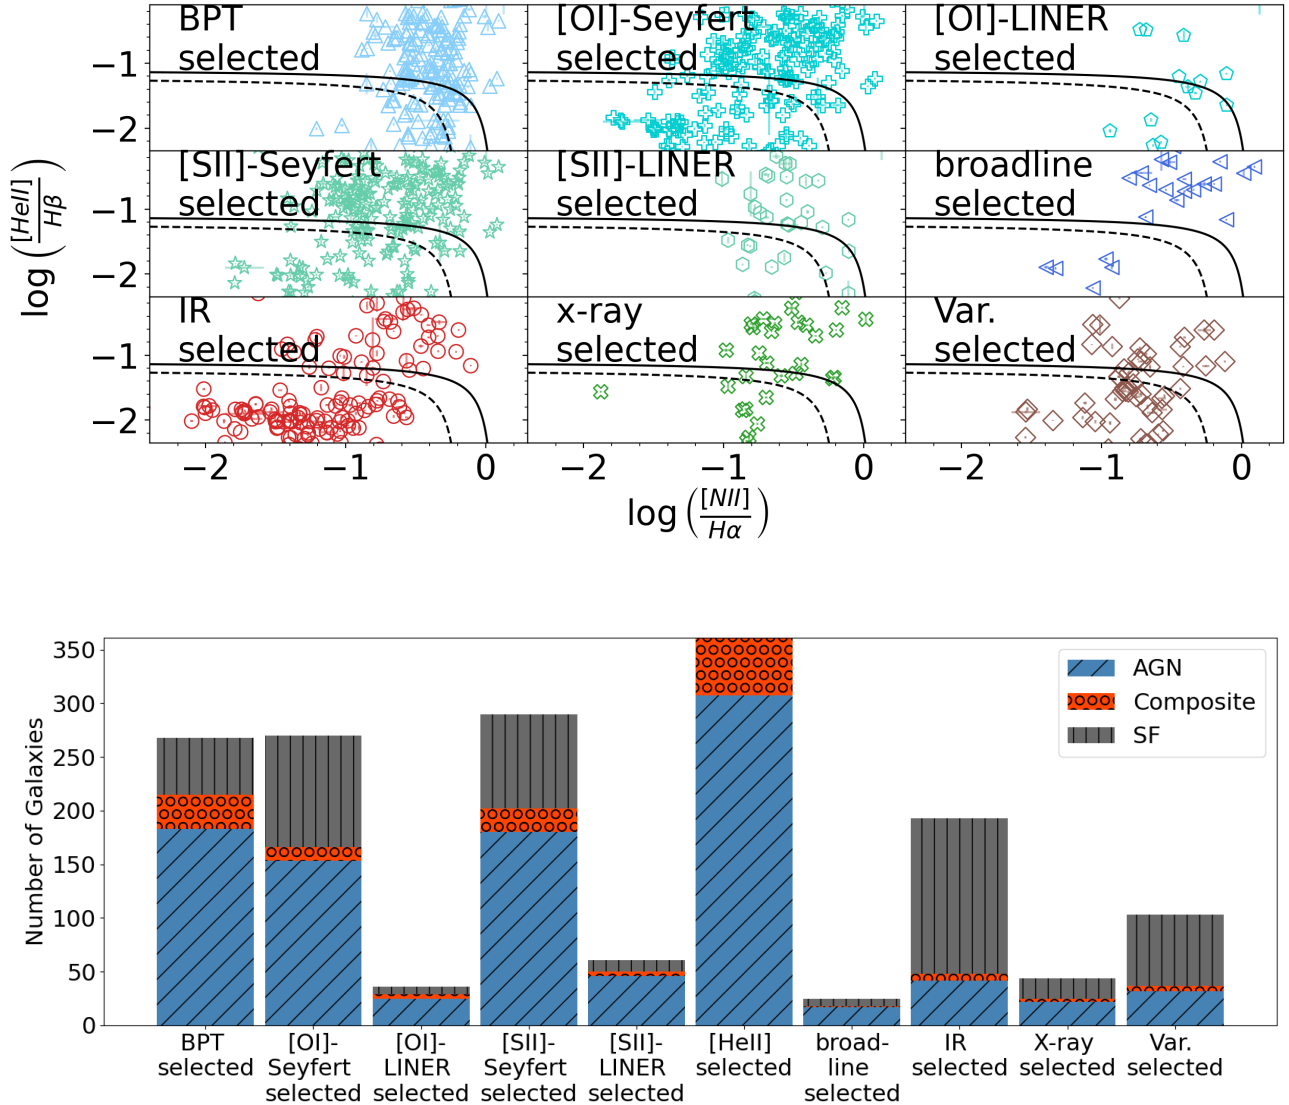 BPT
selected
[OI]-Seyfert
selected
[OI]-LINER
selected
−1
−2
[SII]-Seyfert
selected
[SII]-LINER
selected
broadline
selected
−1
−2
IR
selected
x-ray
selected
Var.
selected
−1
−2
log ([HeII]/Hβ)
−2 −1 0 −2 −1 0 −2 −1 0
log ([NII]/Hα)
350
300
250
200
150
100
50
0
Number of Galaxies
AGN
Composite
SF
BPT
selected
[OI]-
Seyfert
selected
[OI]-
LINER
selected
[SII]-
Seyfert
selected
[SII]-
LINER
selected
[HeII]
selected
broad-
line
selected
IR
selected
X-ray
selected
Var.
selected